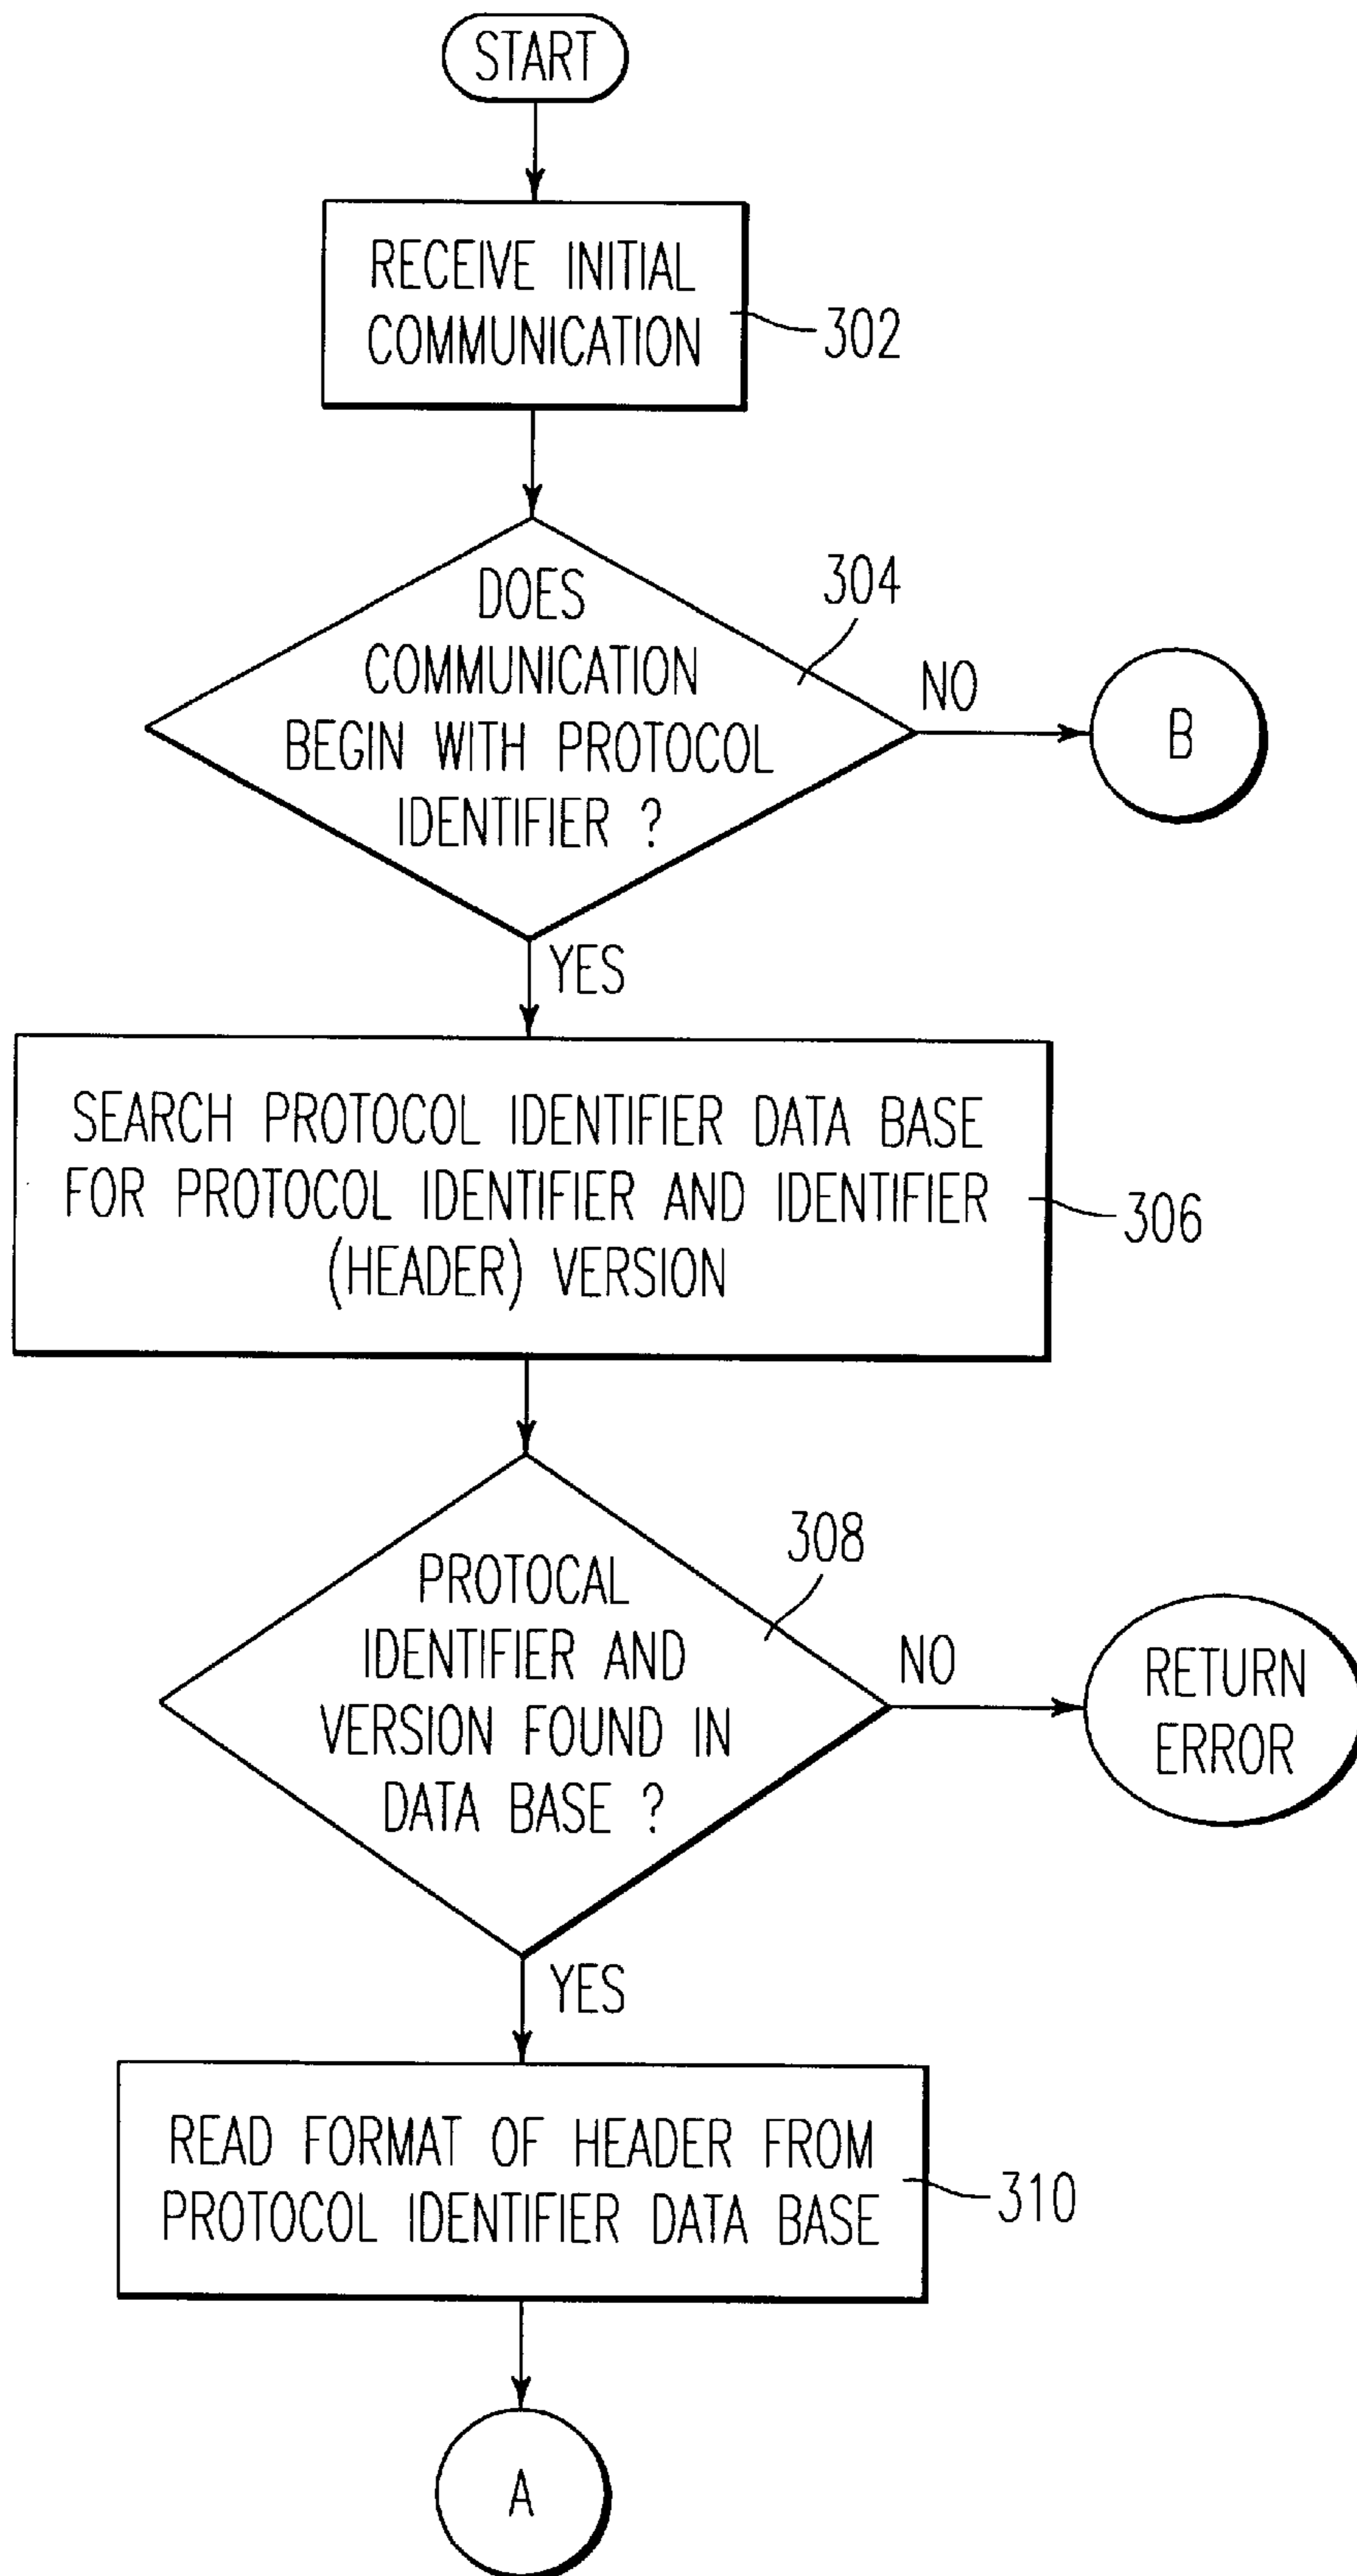 START
RECEIVE INITIAL
COMMUNICATION
302
DOES
COMMUNICATION
BEGIN WITH PROTOCOL
IDENTIFIER ?
304
NO
B
YES
SEARCH PROTOCOL IDENTIFIER DATA BASE
FOR PROTOCOL IDENTIFIER AND IDENTIFIER
(HEADER) VERSION
306
PROTOCAL
IDENTIFIER AND
VERSION FOUND IN
DATA BASE ?
308
NO
RETURN
ERROR
YES
READ FORMAT OF HEADER FROM
PROTOCOL IDENTIFIER DATA BASE
310
A